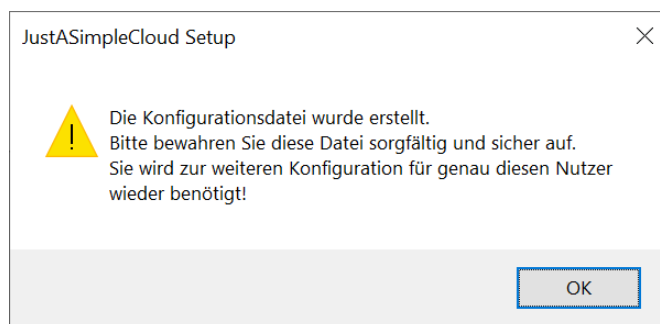 JustASimpleCloud Setup
Die Konfigurationsdatei wurde erstellt.
Bitte bewahren Sie diese Datei sorgfältig und sicher auf.
Sie wird zur weiteren Konfiguration für genau diesen Nutzer
wieder benötigt!
OK